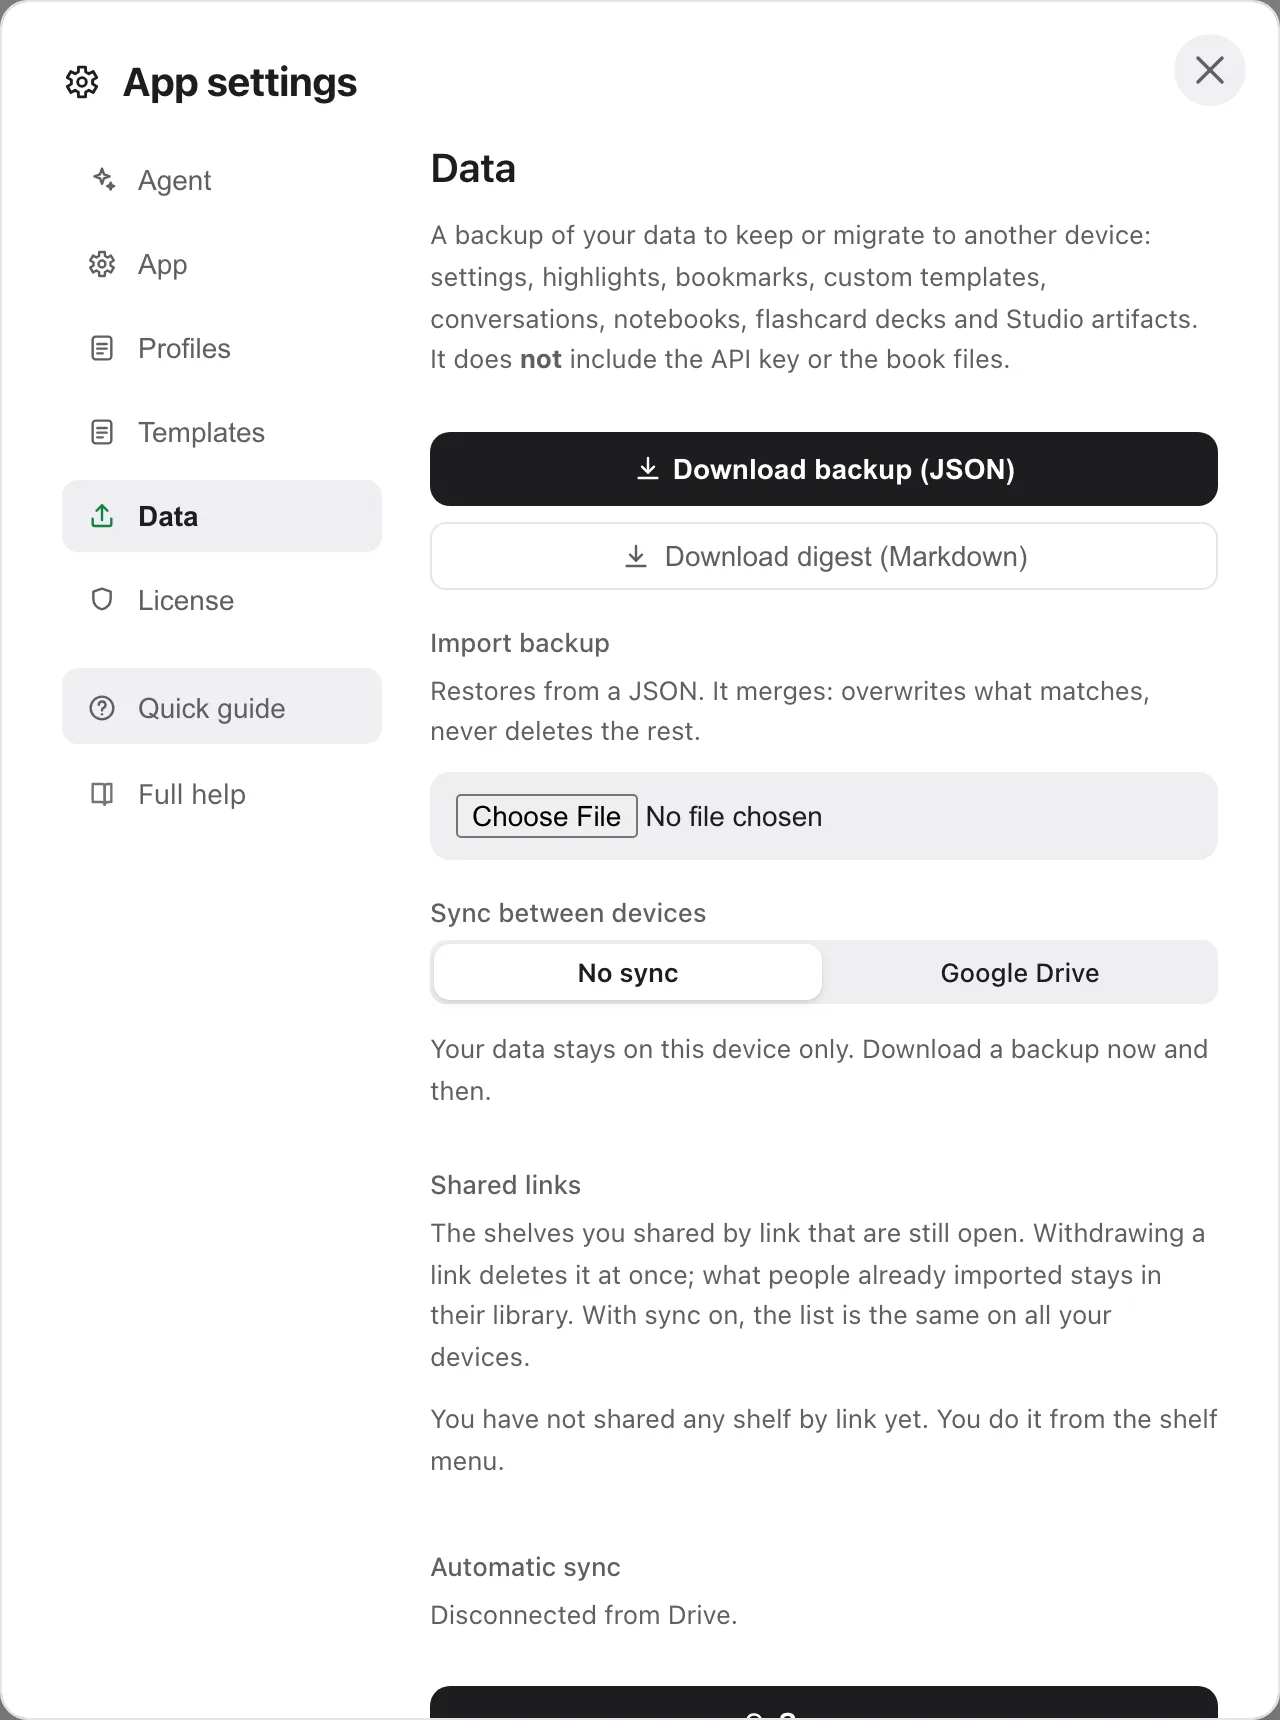 App settings
Agent
App
Profiles
Templates
Data
License
Quick guide
Full help
Data
A backup of your data to keep or migrate to another device:
settings, highlights, bookmarks, custom templates,
conversations, notebooks, flashcard decks and Studio artifacts.
It does not include the API key or the book files.
Download backup (JSON)
Download digest (Markdown)
Import backup
Restores from a JSON. It merges: overwrites what matches,
never deletes the rest.
Choose File No file chosen
Sync between devices
No sync
Google Drive
Your data stays on this device only. Download a backup now and
then.
Shared links
The shelves you shared by link that are still open. Withdrawing a
link deletes it at once; what people already imported stays in
their library. With sync on, the list is the same on all your
devices.
You have not shared any shelf by link yet. You do it from the shelf
menu.
Automatic sync
Disconnected from Drive.